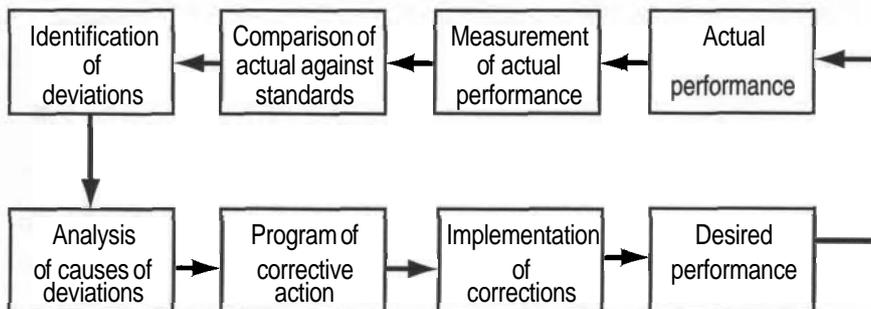 Identification
of
deviations
Comparison of
actual against
standards
Measurement
of actual
performance
Actual
performance
Analysis
of causes of
deviations
Program of
corrective
action
Implementation
of
corrections
Desired
performance